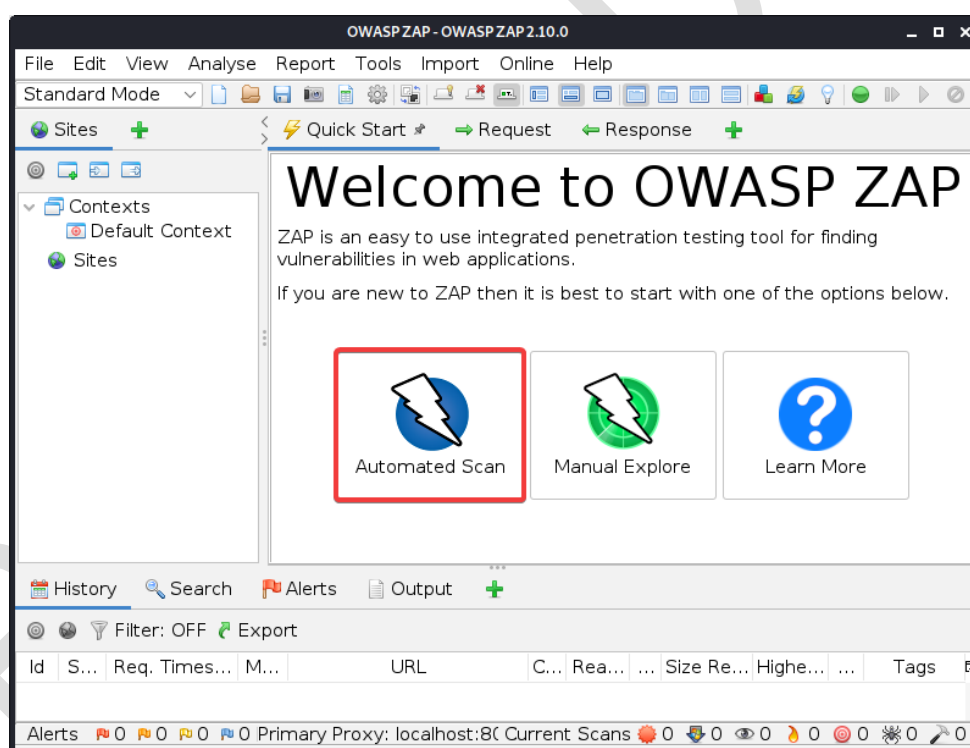 OWASP ZAP - OWASP ZAP 2.10.0
File Edit View Analyse Report Tools Import Online Help
Standard Mode
Sites
Quick Start Request Response
Contexts
Default Context
Sites
Welcome to OWASP ZAP
ZAP is an easy to use integrated penetration testing tool for finding
vulnerabilities in web applications.
If you are new to ZAP then it is best to start with one of the options below.
Automated Scan Manual Explore Learn More
History Search Alerts Output
Filter: OFF Export
Id S... Req. Times... M... URL C... Rea... ... Size Re... Highe... ... Tags
Alerts 0 0 0 0 Primary Proxy: localhost:8( Current Scans 0 0 0 0 0 0 0